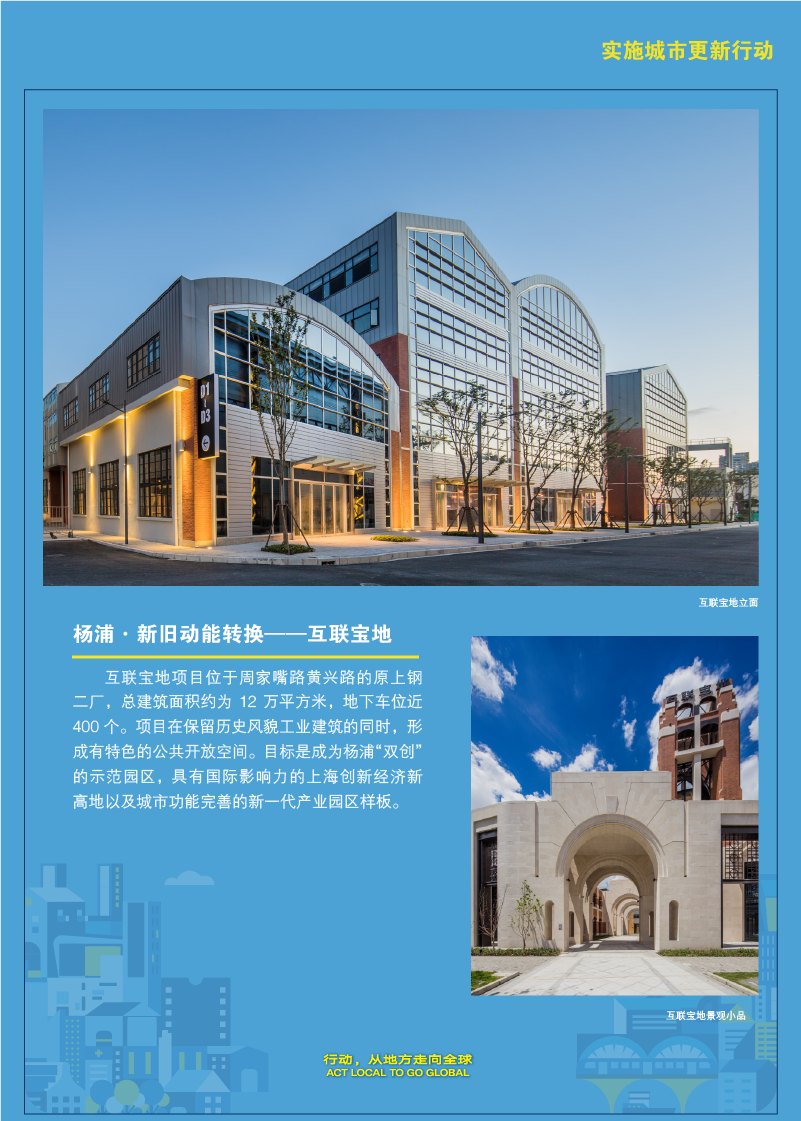 实施城市更新行动
D1
D3
互联宝地立面
杨浦·新旧动能转换——互联宝地
互联宝地项目位于周家嘴路黄兴路的原上钢
二厂，总建筑面积约为 12 万平方米，地下车位近
400 个。项目在保留历史风貌工业建筑的同时，形
成有特色的公共开放空间。目标是成为杨浦“双创”
的示范园区，具有国际影响力的上海创新经济新
高地以及城市功能完善的新一代产业园区样板。
互联宝地
互联宝地景观小品
行动，从地方走向全球
ACT LOCAL TO GO GLOBAL